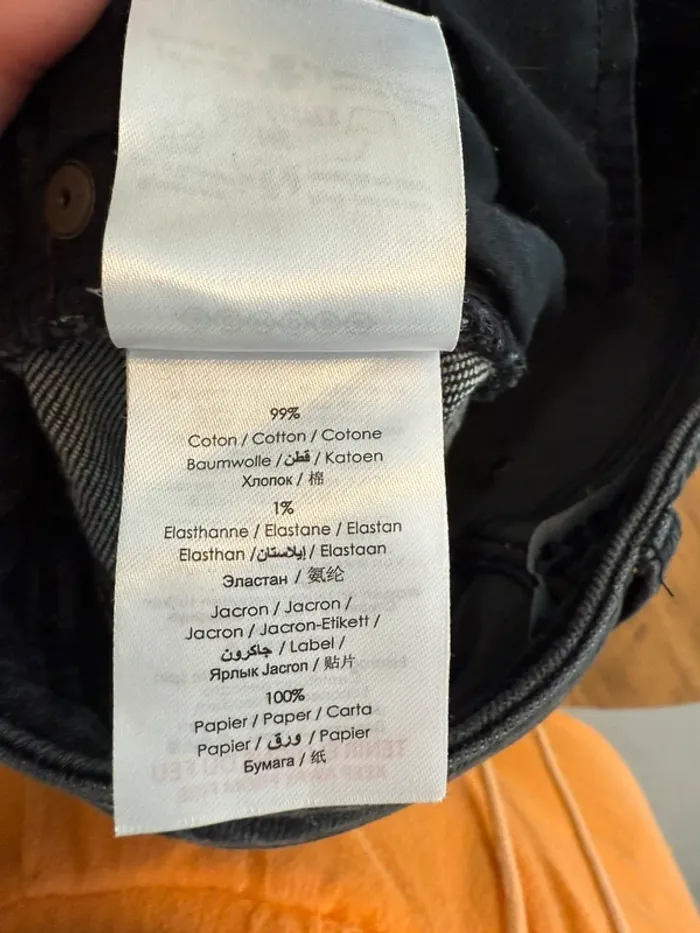 99%
Coton / Cotton / Cotone
Baumwolle / قطن / Katoen
Хлопок / 棉
1%
Elasthanne / Elastane / Elastan
Elasthan / إيلاستان / Elastaan
Эластан / 氨纶
Jacron / Jacron /
Jacron / Jacron-Etikett /
جاكرون / Label /
Ярлык Jacron / 贴片
100%
Papier / Paper / Carta
Papier / ورق / Papier
Бумага / 纸